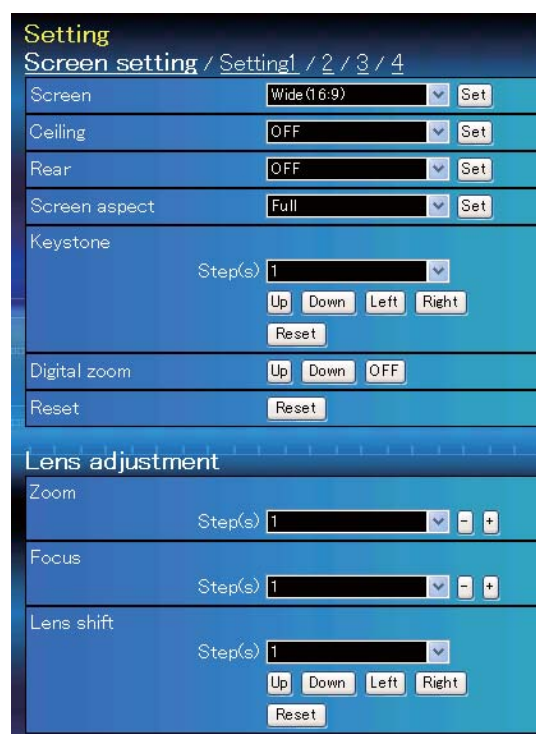 Setting
Screen setting / Setting1 / 2 / 3 / 4
Screen Wide(16:9) Set
Ceiling OFF Set
Rear OFF Set
Screen aspect Full Set
Keystone
Step(s) 1
Up Down Left Right
Reset
Digital zoom Up Down OFF
Reset Reset
Lens adjustment
Zoom
Step(s) 1 - +
Focus
Step(s) 1 - +
Lens shift
Step(s) 1
Up Down Left Right
Reset